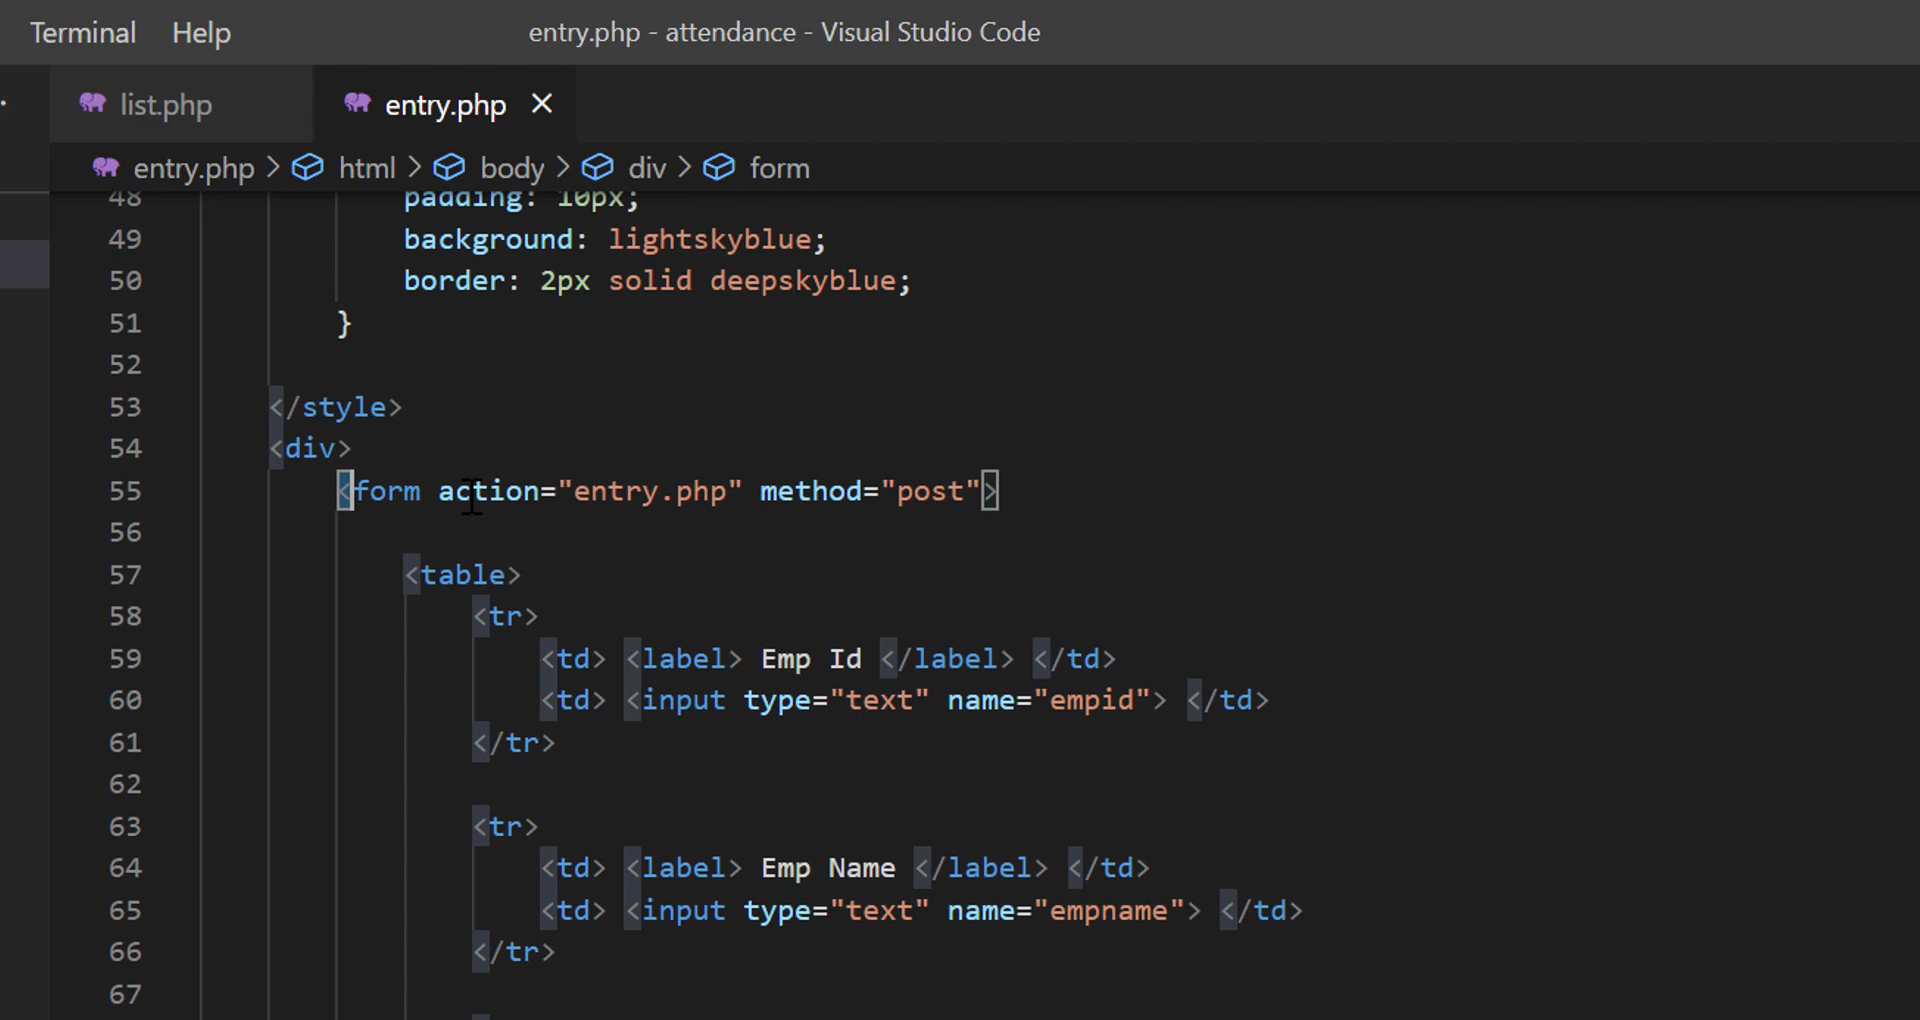 Terminal Help entry.php - attendance - Visual Studio Code
list.php entry.php
entry.php > html > body > div > form
48 padding: 10px;
49 background: lightskyblue;
50 border: 2px solid deepskyblue;
51 }
52
53 </style>
54 <div>
55 <form action="entry.php" method="post">
56
57 <table>
58 <tr>
59 <td> <label> Emp Id </label> </td>
60 <td> <input type="text" name="empid"> </td>
61 </tr>
62
63 <tr>
64 <td> <label> Emp Name </label> </td>
65 <td> <input type="text" name="empname"> </td>
66 </tr>
67